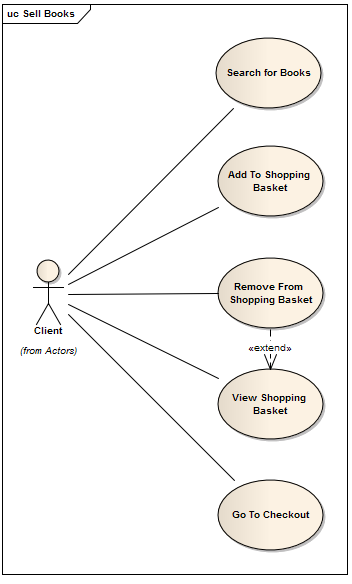 uc Sell Books
Search for Books
Add To Shopping
Basket
Remove From
Shopping Basket
Client
(from Actors)
«extend»
View Shopping
Basket
Go To Checkout